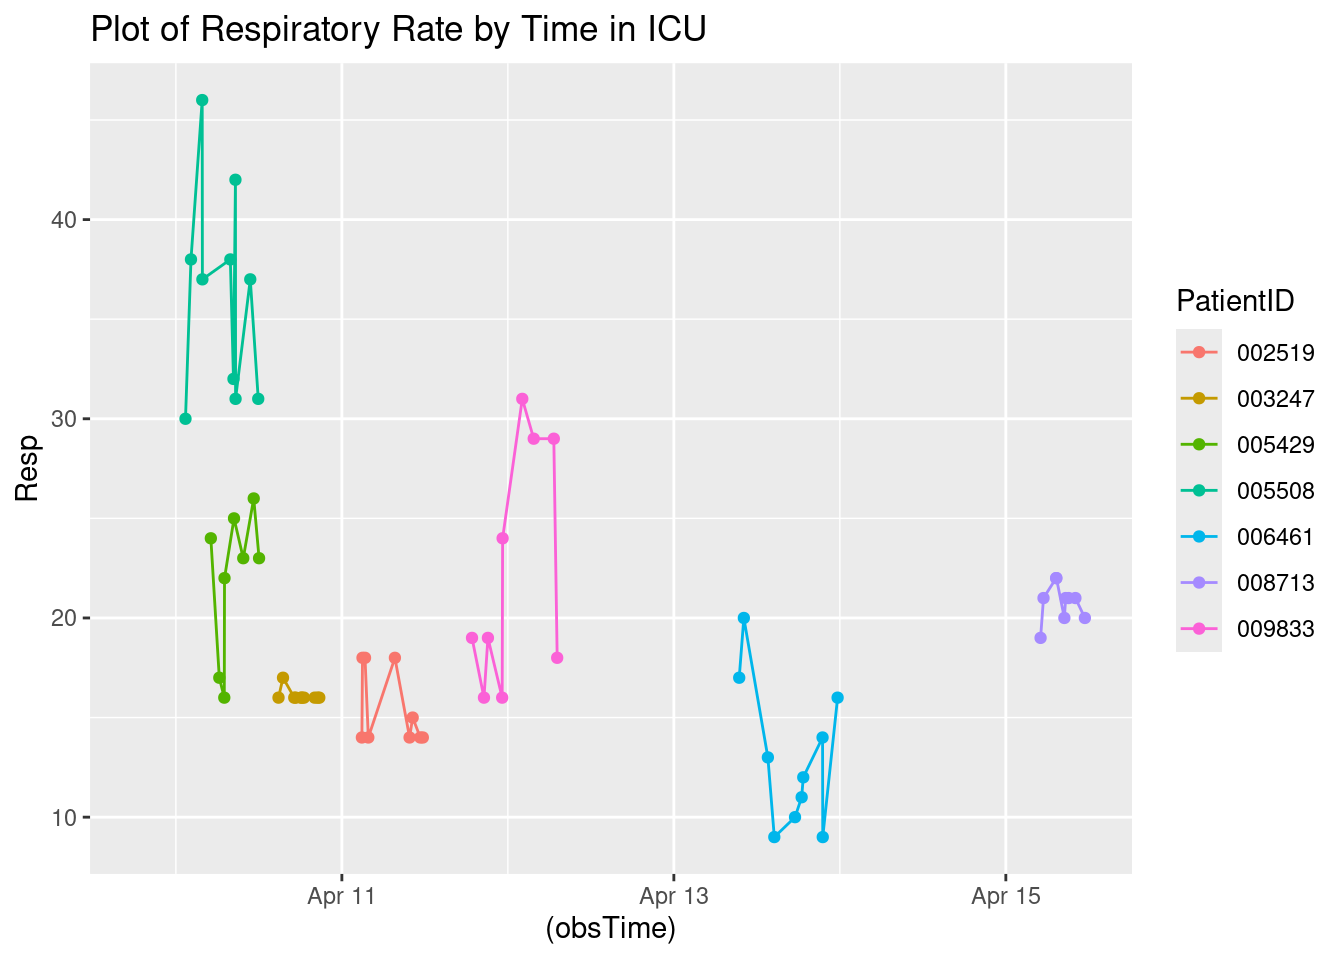 Plot of Respiratory Rate by Time in ICU
Resp
40
30
20
10
Apr 11
Apr 13
Apr 15
(obsTime)
PatientID
002519
003247
005429
005508
006461
008713
009833